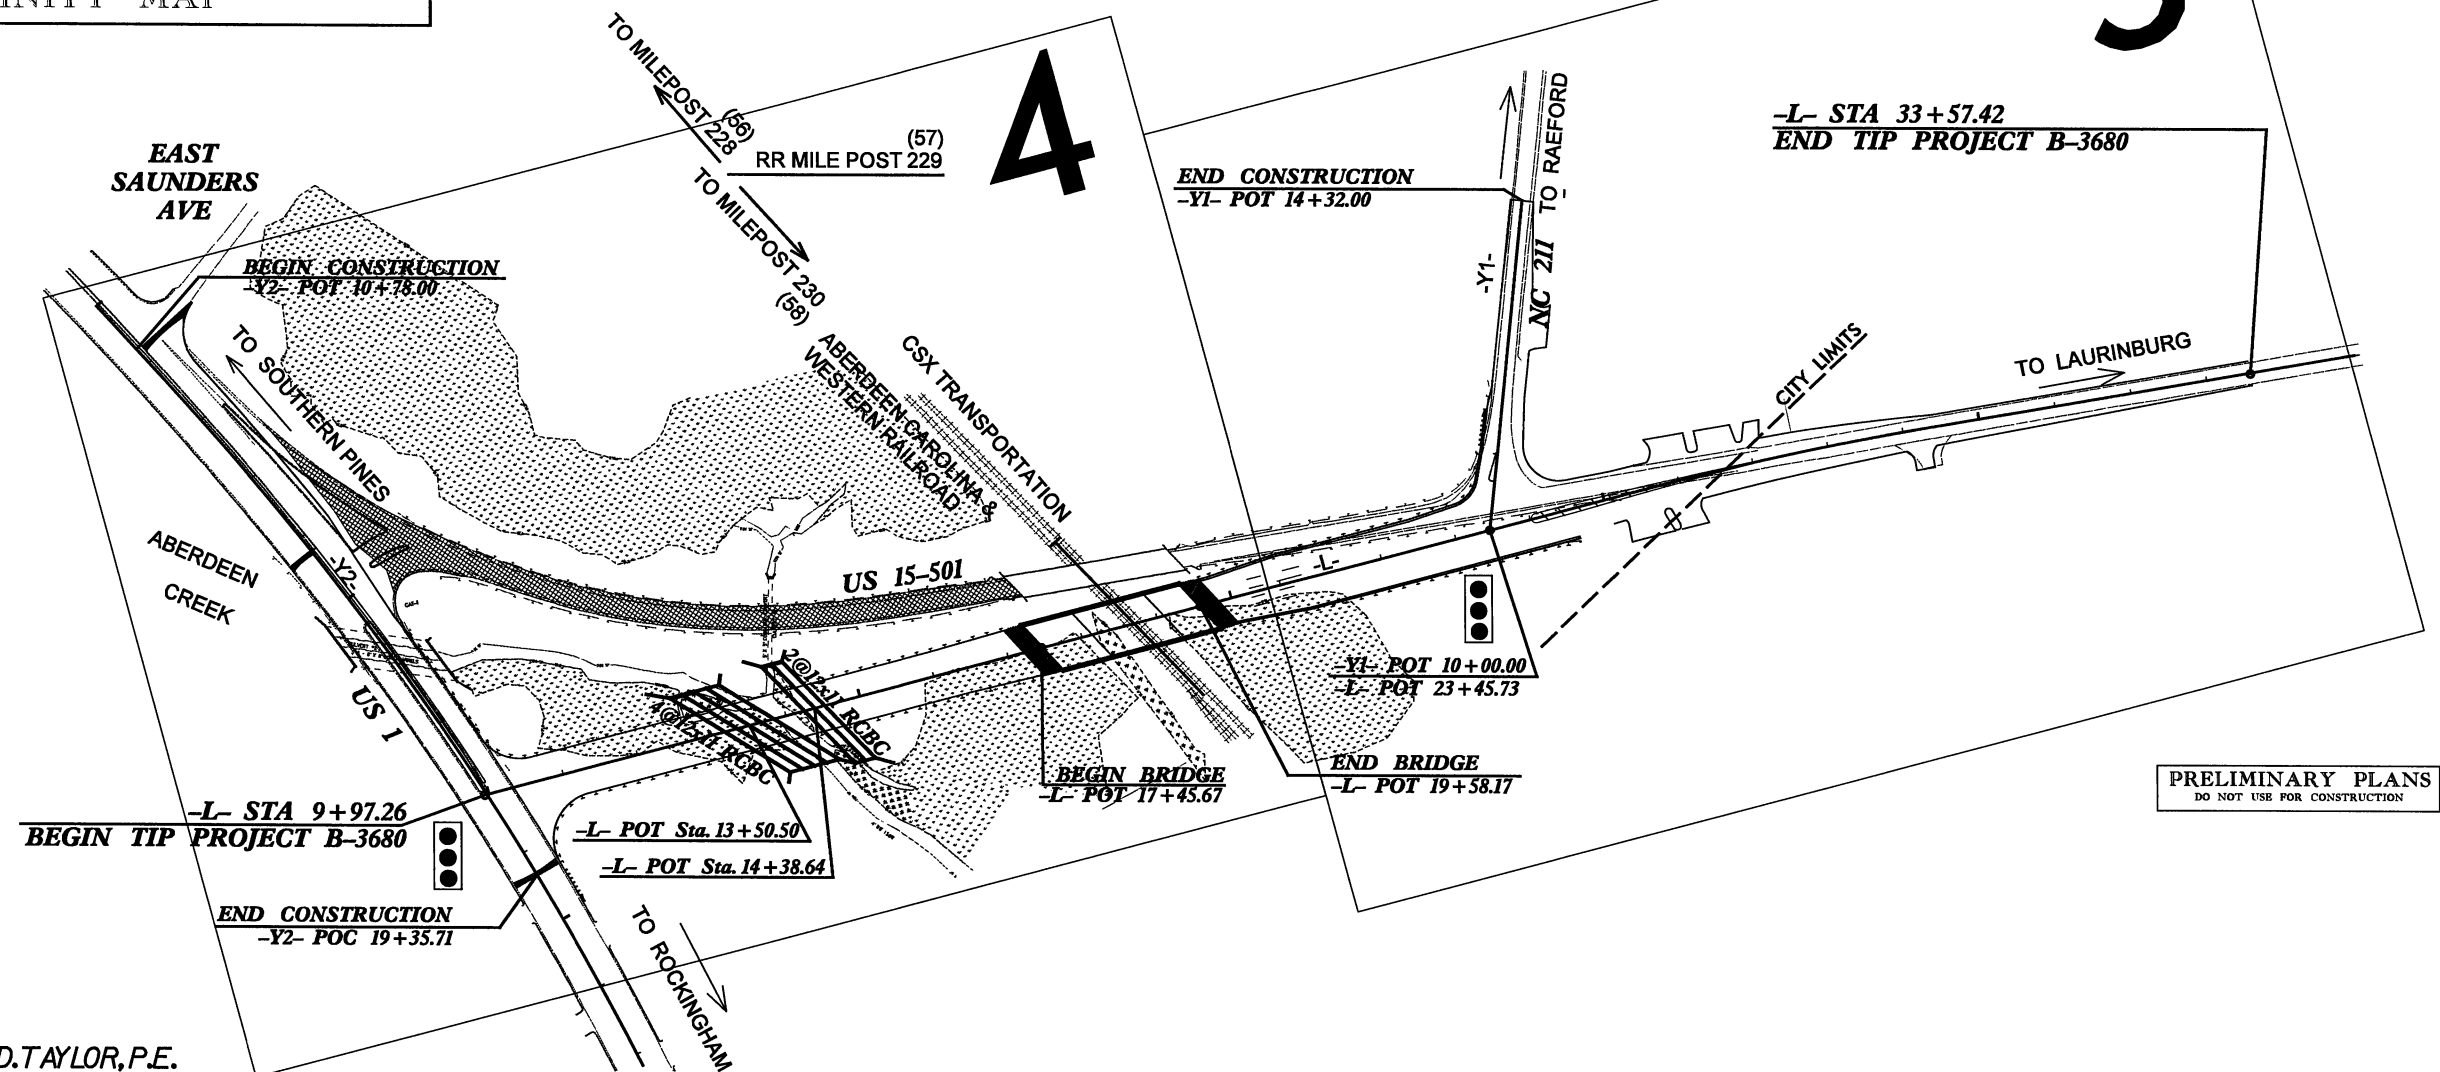 4
TO MILEPOST 228
(56)
(57)
RR MILE POST 229
TO MILEPOST 230
(58)
EAST
SAUNDERS
AVE
BEGIN CONSTRUCTION
-Y2- POT 10+78.00
TO SOUTHERN PINES
ABERDEEN CAROLINA &
WESTERN RAILROAD
CSX TRANSPORTATION
END CONSTRUCTION
-Y1- POT 14+32.00
TO RAEFORD
-Y1-
NC 211
-L- STA 33+57.42
END TIP PROJECT B-3680
CITY LIMITS
TO LAURINBURG
ABERDEEN
CREEK
-Y2-
US 15-501
-L-
US 1
2@12x11 RCBC
4@12x11 RCBC
-Y1- POT 10+00.00
-L- POT 23+45.73
BEGIN BRIDGE
-L- POT 17+45.67
END BRIDGE
-L- POT 19+58.17
PRELIMINARY PLANS
DO NOT USE FOR CONSTRUCTION
-L- STA 9+97.26
BEGIN TIP PROJECT B-3680
-L- POT Sta. 13+50.50
-L- POT Sta. 14+38.64
END CONSTRUCTION
-Y2- POC 19+35.71
TO ROCKINGHAM
D. TAYLOR, P.E.